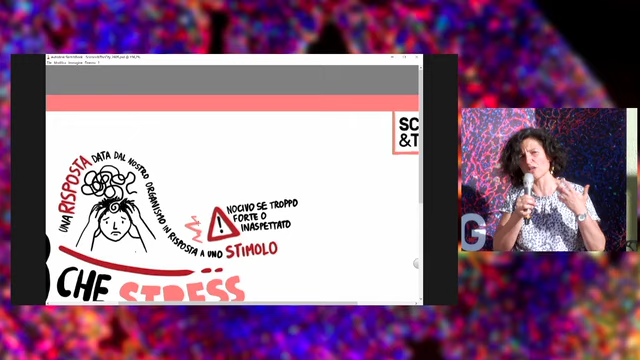 SC
&T
UNA RISPOSTA DATA DAL NOSTRO ORGANISMO IN RISPOSTA A UNO STIMOLO
NOCIVO SE TROPPO
FORTE O
INASPETTATO
CHE STRESS
G